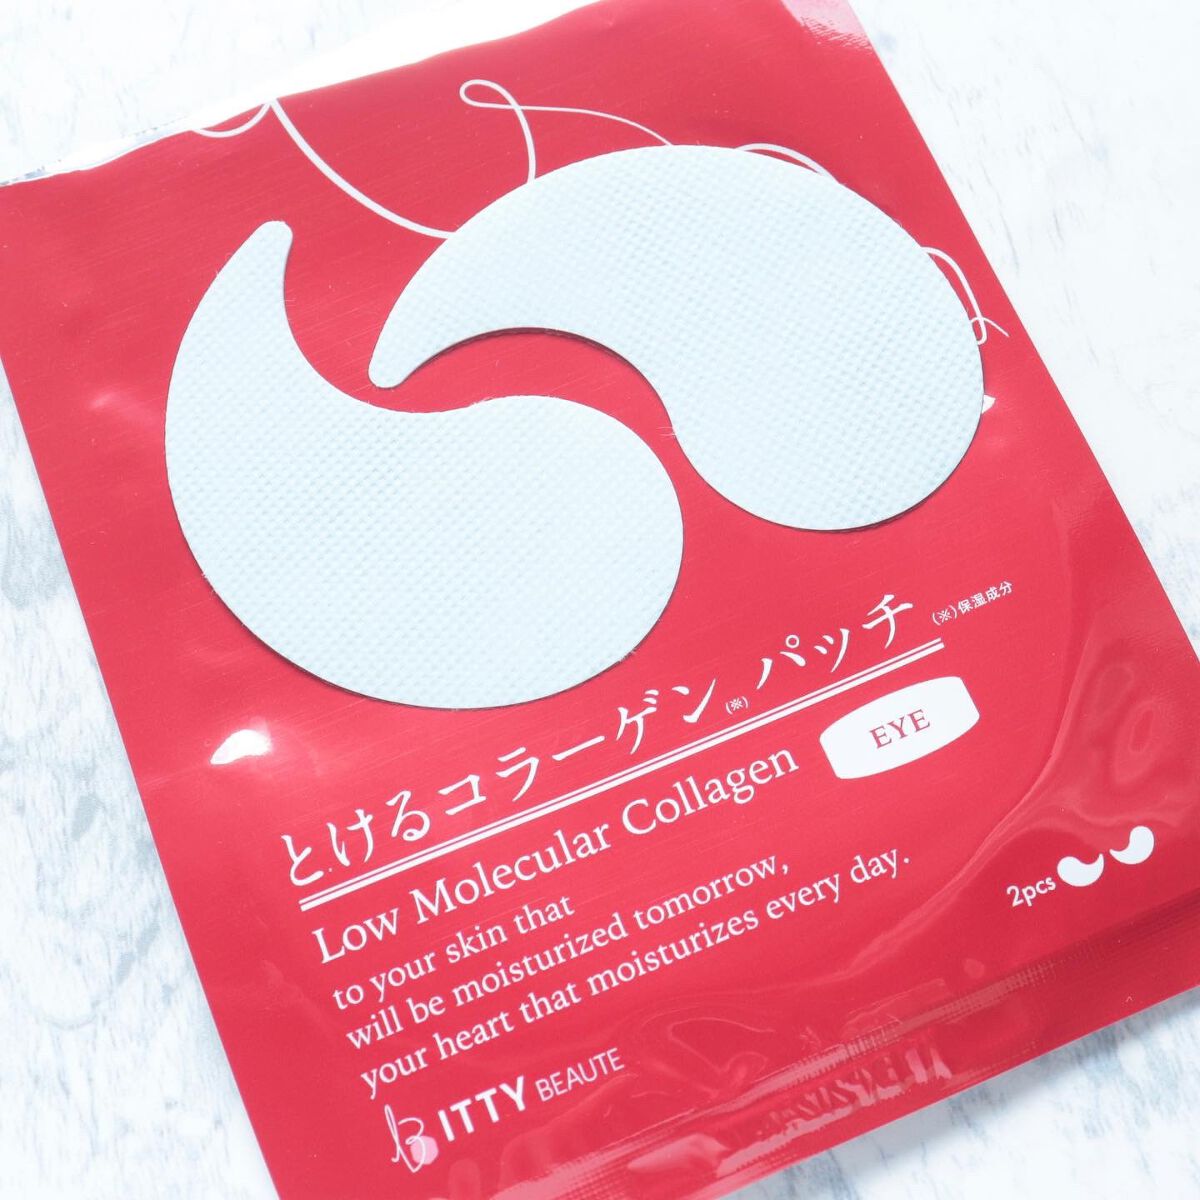 とけるコラーゲン(※)パッチ (※)保湿成分
Low Molecular Collagen
EYE
to your skin that
will be moisturized tomorrow,
your heart that moisturizes every day.
2pcs
BITTY BEAUTE